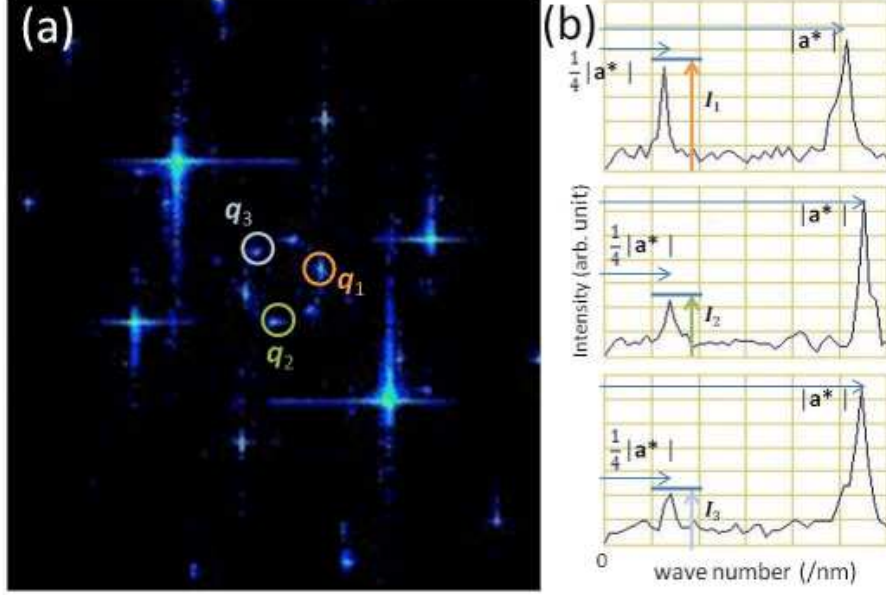 (a)
q3
q1
q2
(b)
|a*|
1/4 |a*|
I1
|a*|
1/4 |a*|
I2
|a*|
1/4 |a*|
I3
Intensity (arb. unit)
0
wave number (/nm)